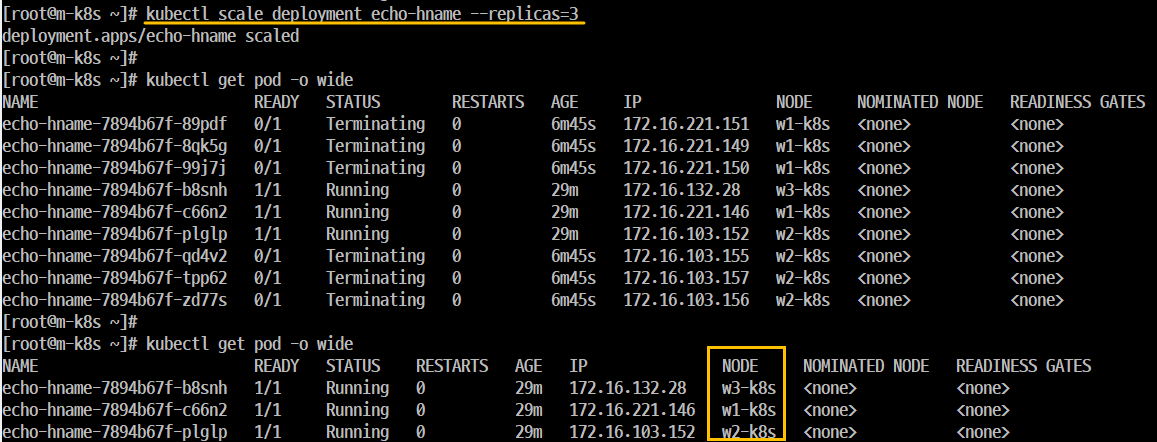 [root@m-k8s ~]# kubectl scale deployment echo-hname --replicas=3
deployment.apps/echo-hname scaled
[root@m-k8s ~]#
[root@m-k8s ~]# kubectl get pod -o wide
NAME READY STATUS RESTARTS AGE IP NODE NOMINATED NODE READINESS GATES
echo-hname-7894b67f-89pdf 0/1 Terminating 0 6m45s 172.16.221.151 w1-k8s <none> <none>
echo-hname-7894b67f-8qk5g 0/1 Terminating 0 6m45s 172.16.221.149 w1-k8s <none> <none>
echo-hname-7894b67f-99j7j 0/1 Terminating 0 6m45s 172.16.221.150 w1-k8s <none> <none>
echo-hname-7894b67f-b8snh 1/1 Running 0 29m 172.16.132.28 w3-k8s <none> <none>
echo-hname-7894b67f-c66n2 1/1 Running 0 29m 172.16.221.146 w1-k8s <none> <none>
echo-hname-7894b67f-plglp 1/1 Running 0 29m 172.16.103.152 w2-k8s <none> <none>
echo-hname-7894b67f-qd4v2 0/1 Terminating 0 6m45s 172.16.103.155 w2-k8s <none> <none>
echo-hname-7894b67f-tpp62 0/1 Terminating 0 6m45s 172.16.103.157 w2-k8s <none> <none>
echo-hname-7894b67f-zd77s 0/1 Terminating 0 6m45s 172.16.103.156 w2-k8s <none> <none>
[root@m-k8s ~]#
[root@m-k8s ~]# kubectl get pod -o wide
NAME READY STATUS RESTARTS AGE IP NODE NOMINATED NODE READINESS GATES
echo-hname-7894b67f-b8snh 1/1 Running 0 29m 172.16.132.28 w3-k8s <none> <none>
echo-hname-7894b67f-c66n2 1/1 Running 0 29m 172.16.221.146 w1-k8s <none> <none>
echo-hname-7894b67f-plglp 1/1 Running 0 29m 172.16.103.152 w2-k8s <none> <none>